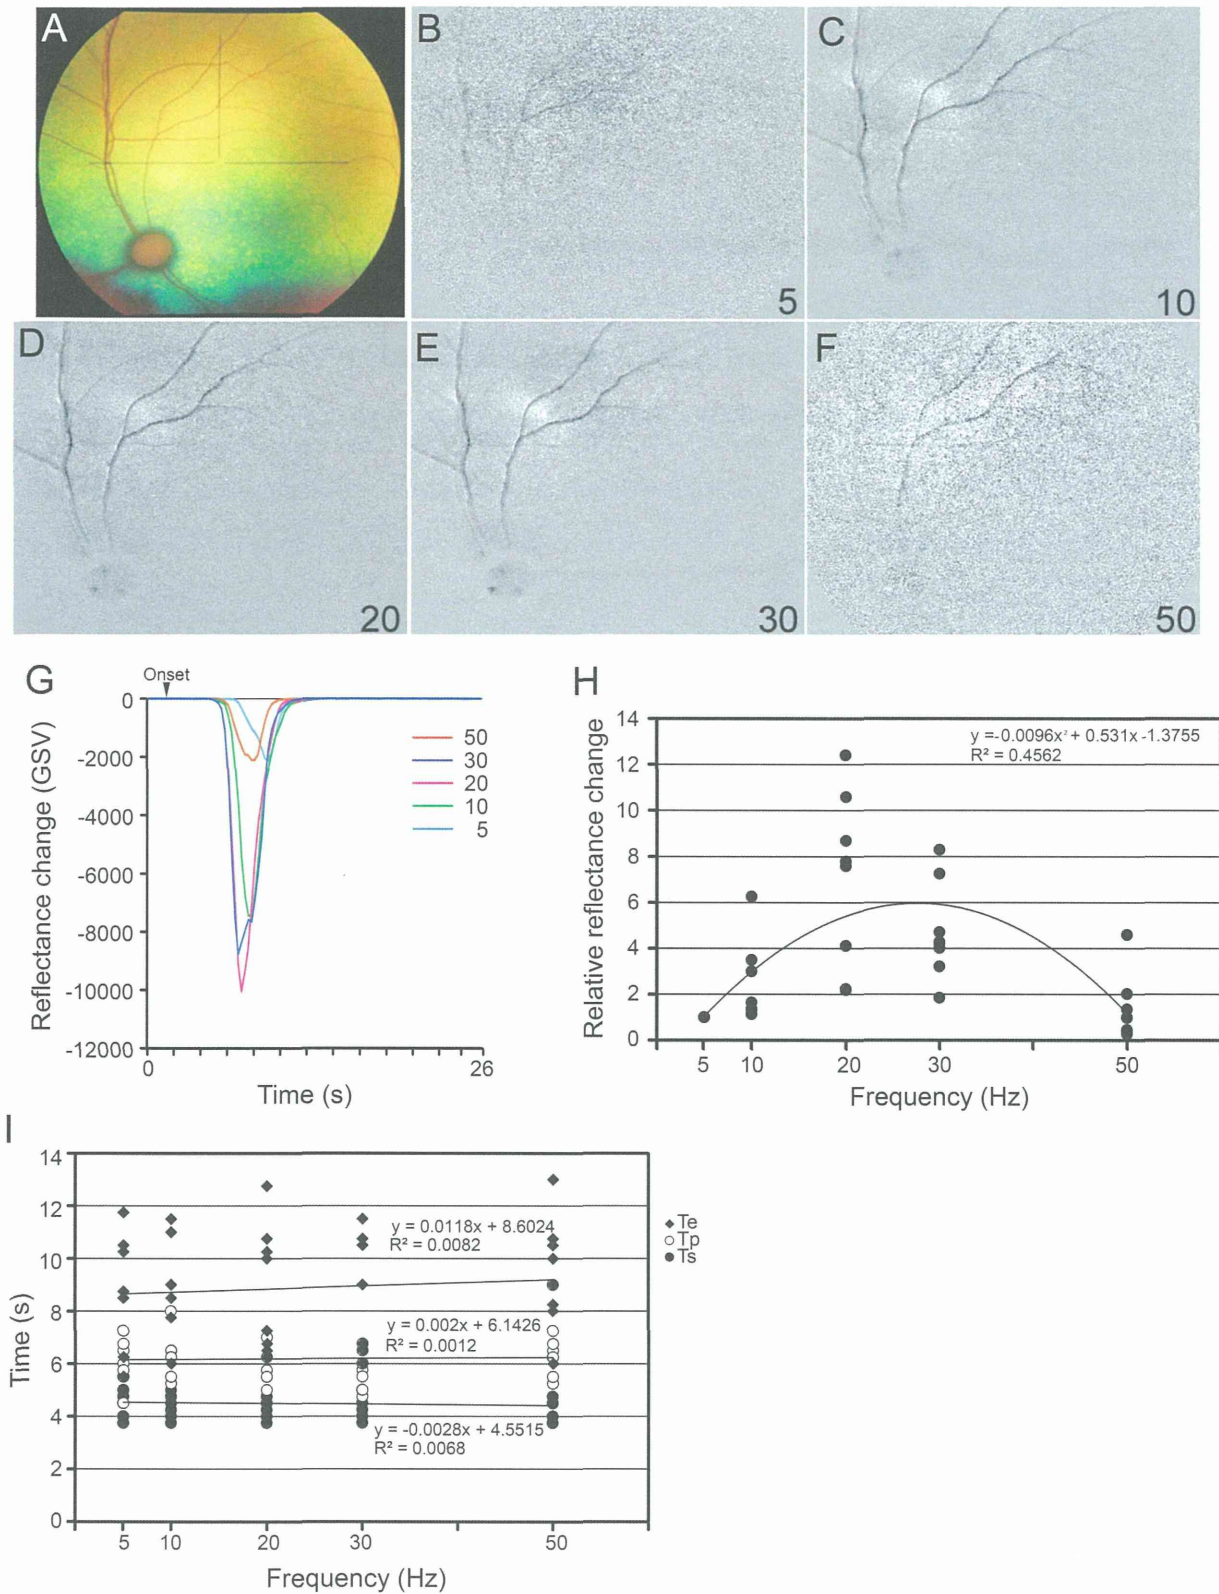 A
B
C
5
10
D
E
F
20
30
50
G
Onset
0
-2000
-4000
-6000
-8000
-10000
-12000
Reflectance change (GSV)
50
30
20
10
5
0
26
Time (s)
H
14
12
10
8
6
4
2
0
Relative reflectance change
y = -0.0096x² + 0.531x -1.3755
R² = 0.4562
5
10
20
30
50
Frequency (Hz)
I
14
12
10
8
6
4
2
0
Time (s)
y = 0.0118x + 8.6024
R² = 0.0082
y = 0.002x + 6.1426
R² = 0.0012
y = -0.0028x + 4.5515
R² = 0.0068
Te
Tp
Ts
5
10
20
30
50
Frequency (Hz)